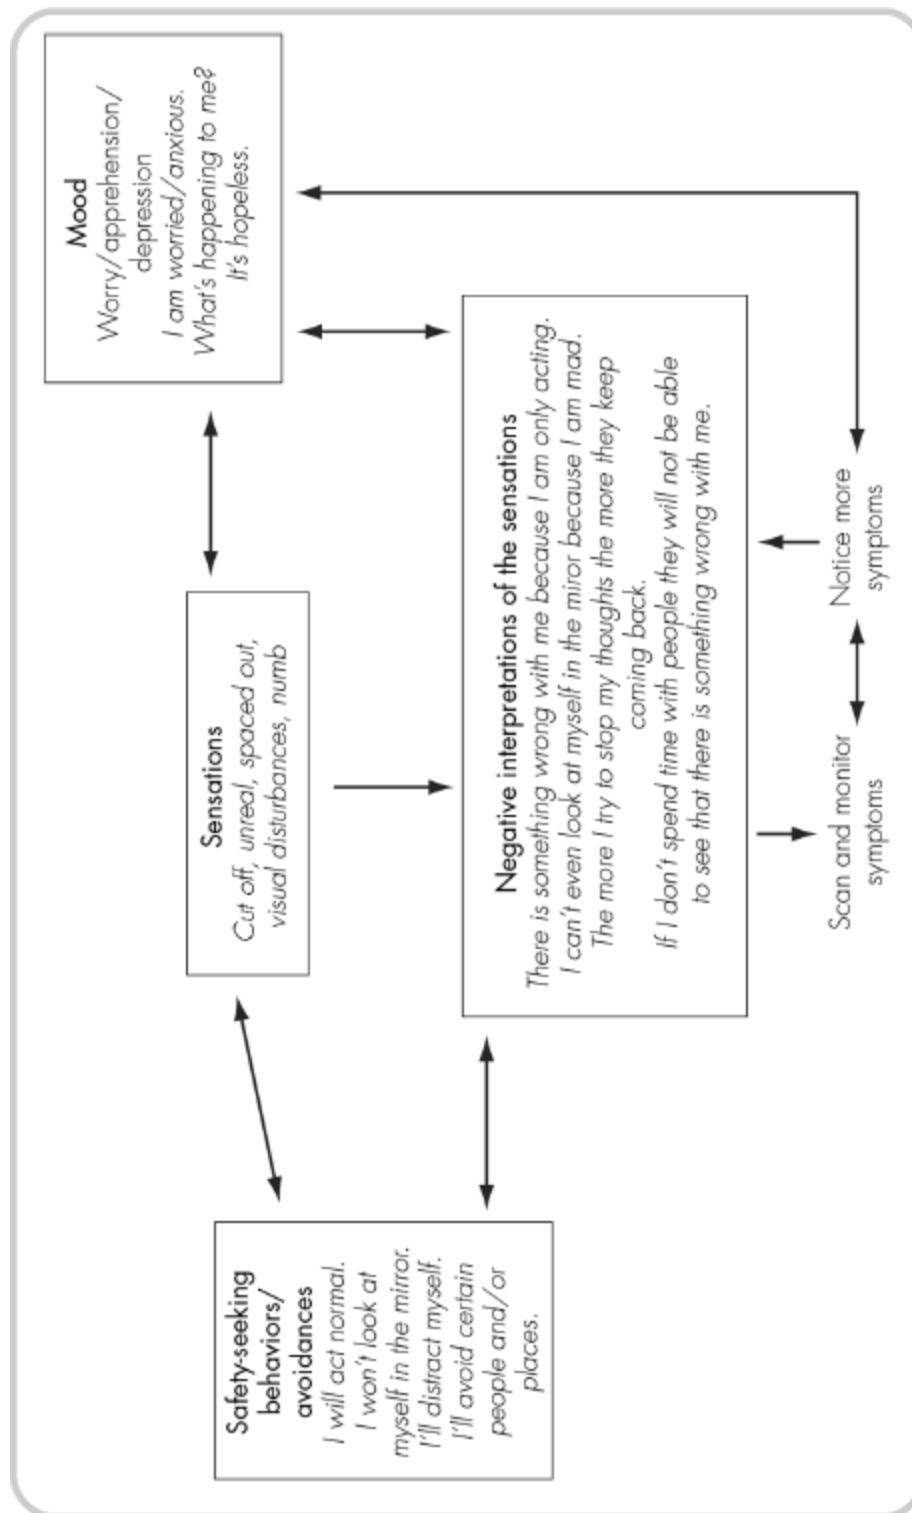 Mood
Worry/apprehension/
depression
I am worried/anxious.
What's happening to me?
It's hopeless.
Sensations
Cut off, unreal, spaced out,
visual disturbances, numb
Safety-seeking
behaviors/
avoidances
I will act normal.
I won't look at
myself in the mirror.
I'll distract myself.
I'll avoid certain
people and/or
places.
Negative interpretations of the sensations
There is something wrong with me because I am only acting.
I can't even look at myself in the miror because I am mad.
The more I try to stop my thoughts the more they keep
coming back.
If I don't spend time with people they will not be able
to see that there is something wrong with me.
Scan and monitor
symptoms
Notice more
symptoms